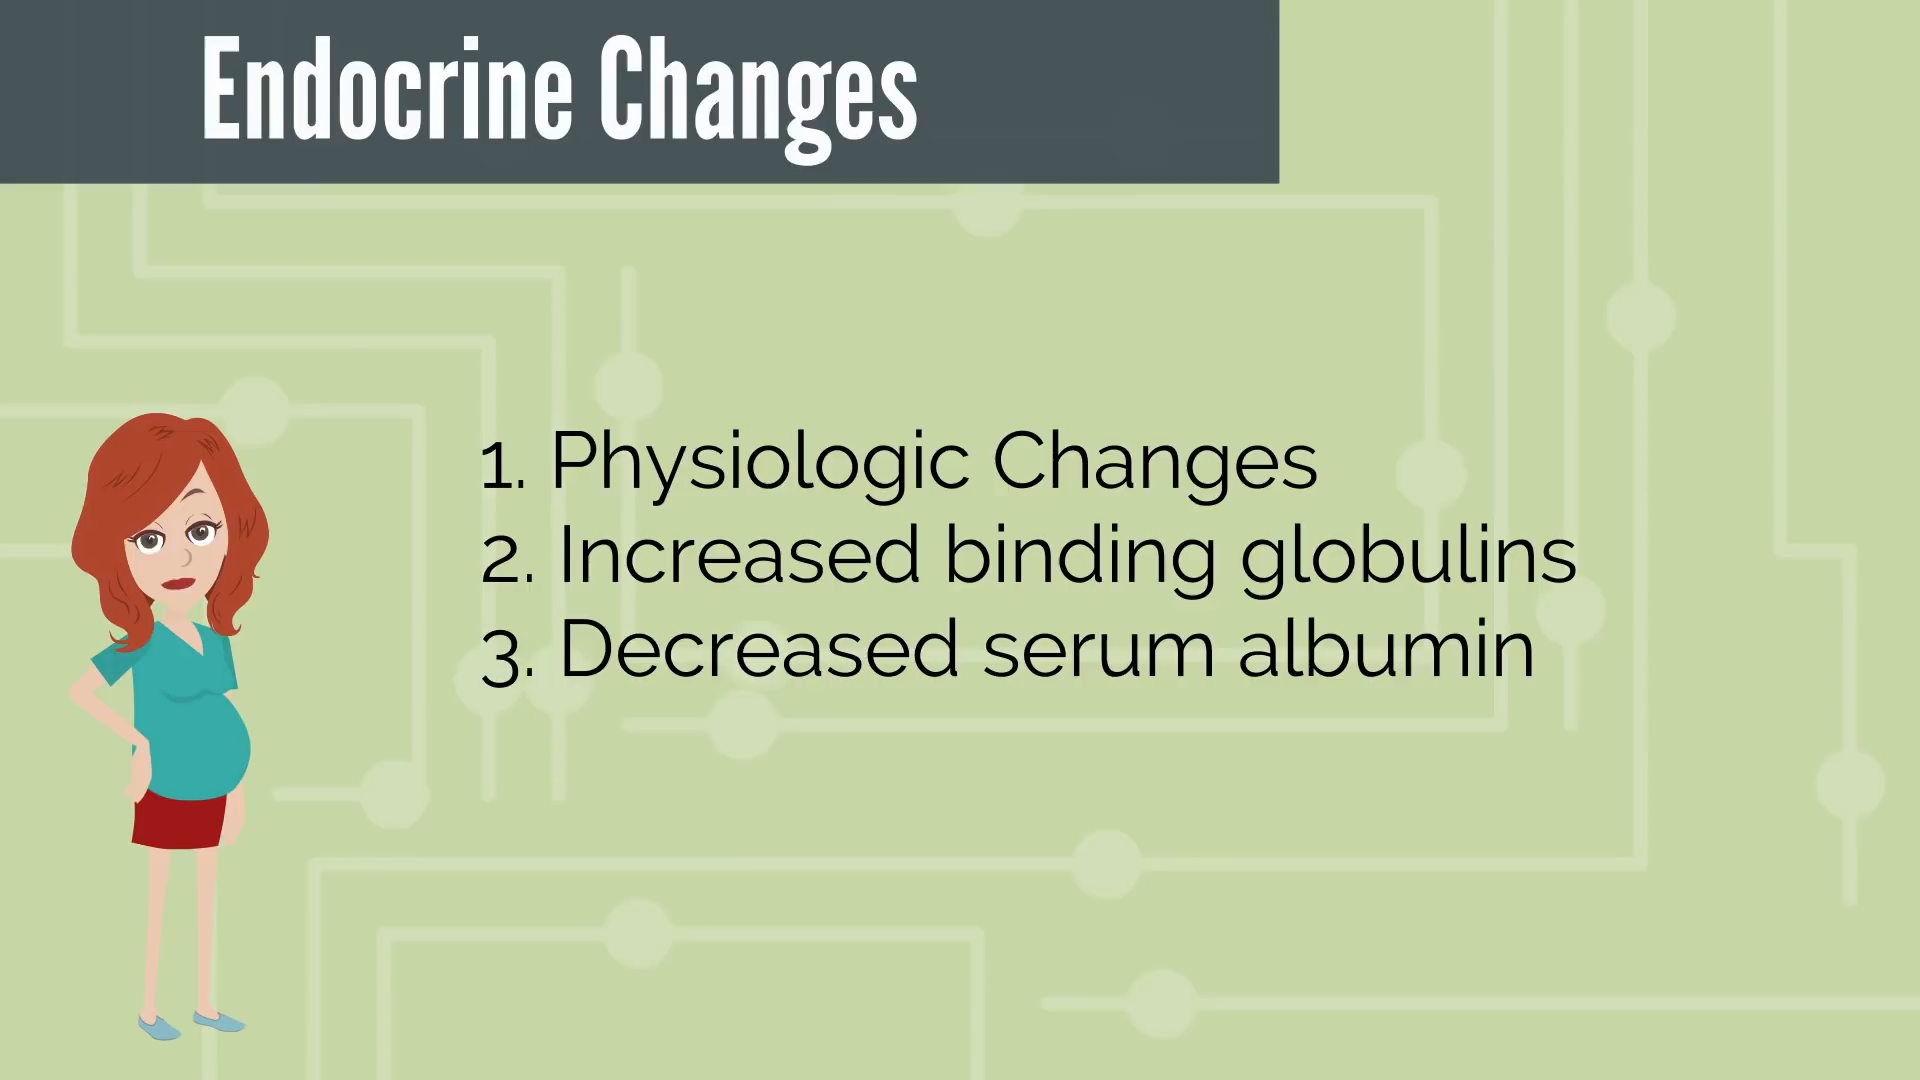 Endocrine Changes
1. Physiologic Changes
2. Increased binding globulins
3. Decreased serum albumin